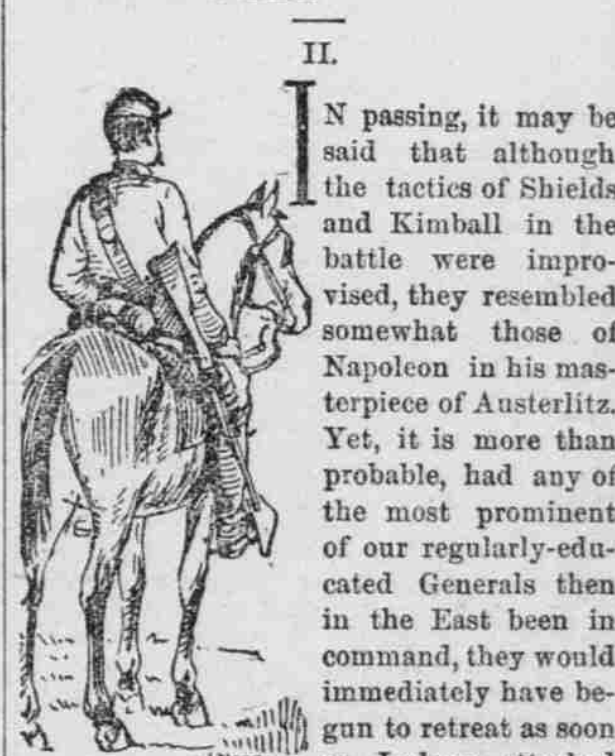 II.
IN passing, it may be
said that although
the tactics of Shields
and Kimball in the
battle were impro-
vised, they resembled
somewhat those of
Napoleon in his mas-
terpiece of Austerlitz.
Yet, it is more than
probable, had any of
the most prominent
of our regularly-edu-
cated Generals then
in the East been in
command, they would
immediately have be-
gun to retreat as soon